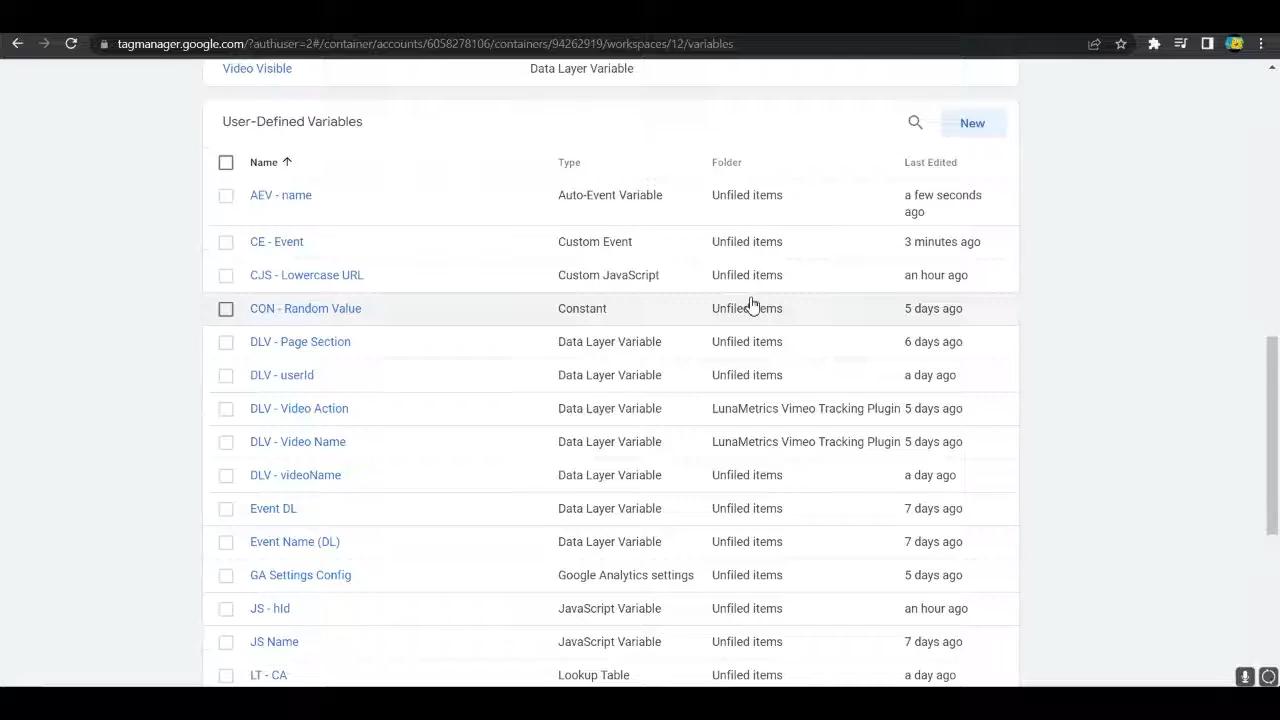 tagmanager.google.com/?authuser=2#/container/accounts/6058278106/containers/94262919/workspaces/12/variables
Video Visible Data Layer Variable
User-Defined Variables New
Name Type Folder Last Edited
AEV - name Auto-Event Variable Unfiled items a few seconds
ago
CE - Event Custom Event Unfiled items 3 minutes ago
CJS - Lowercase URL Custom JavaScript Unfiled items an hour ago
CON - Random Value Constant Unfiled items 5 days ago
DLV - Page Section Data Layer Variable Unfiled items 6 days ago
DLV - userId Data Layer Variable Unfiled items a day ago
DLV - Video Action Data Layer Variable LunaMetrics Vimeo Tracking Plugin 5 days ago
DLV - Video Name Data Layer Variable LunaMetrics Vimeo Tracking Plugin 5 days ago
DLV - videoName Data Layer Variable Unfiled items a day ago
Event DL Data Layer Variable Unfiled items 7 days ago
Event Name (DL) Data Layer Variable Unfiled items 7 days ago
GA Settings Config Google Analytics settings Unfiled items 5 days ago
JS - hId JavaScript Variable Unfiled items an hour ago
JS Name JavaScript Variable Unfiled items 7 days ago
LT - CA Lookup Table Unfiled items a day ago